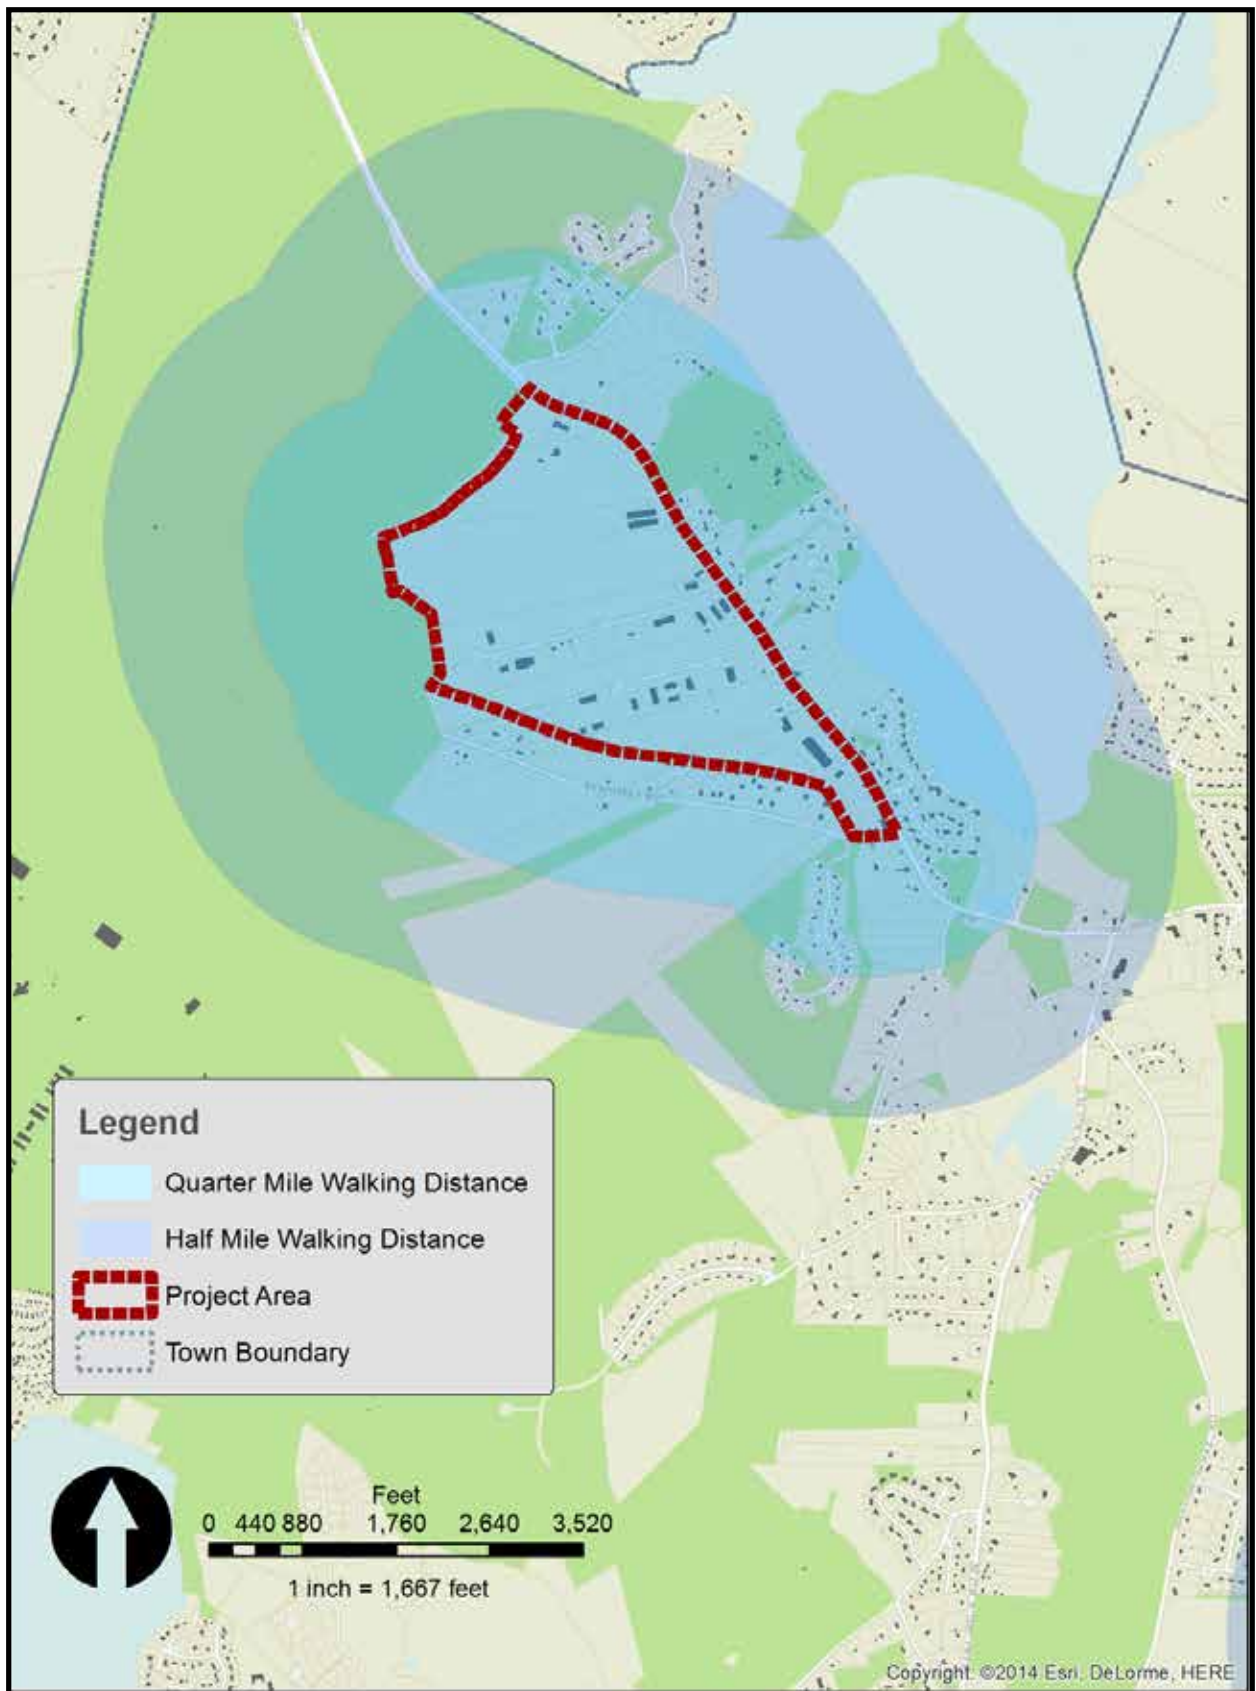 Legend
Quarter Mile Walking Distance
Half Mile Walking Distance
Project Area
Town Boundary
Feet
0 440 880 1,760 2,640 3,520
1 inch = 1,667 feet
Copyright: ©2014 Esri, DeLorme, HERE